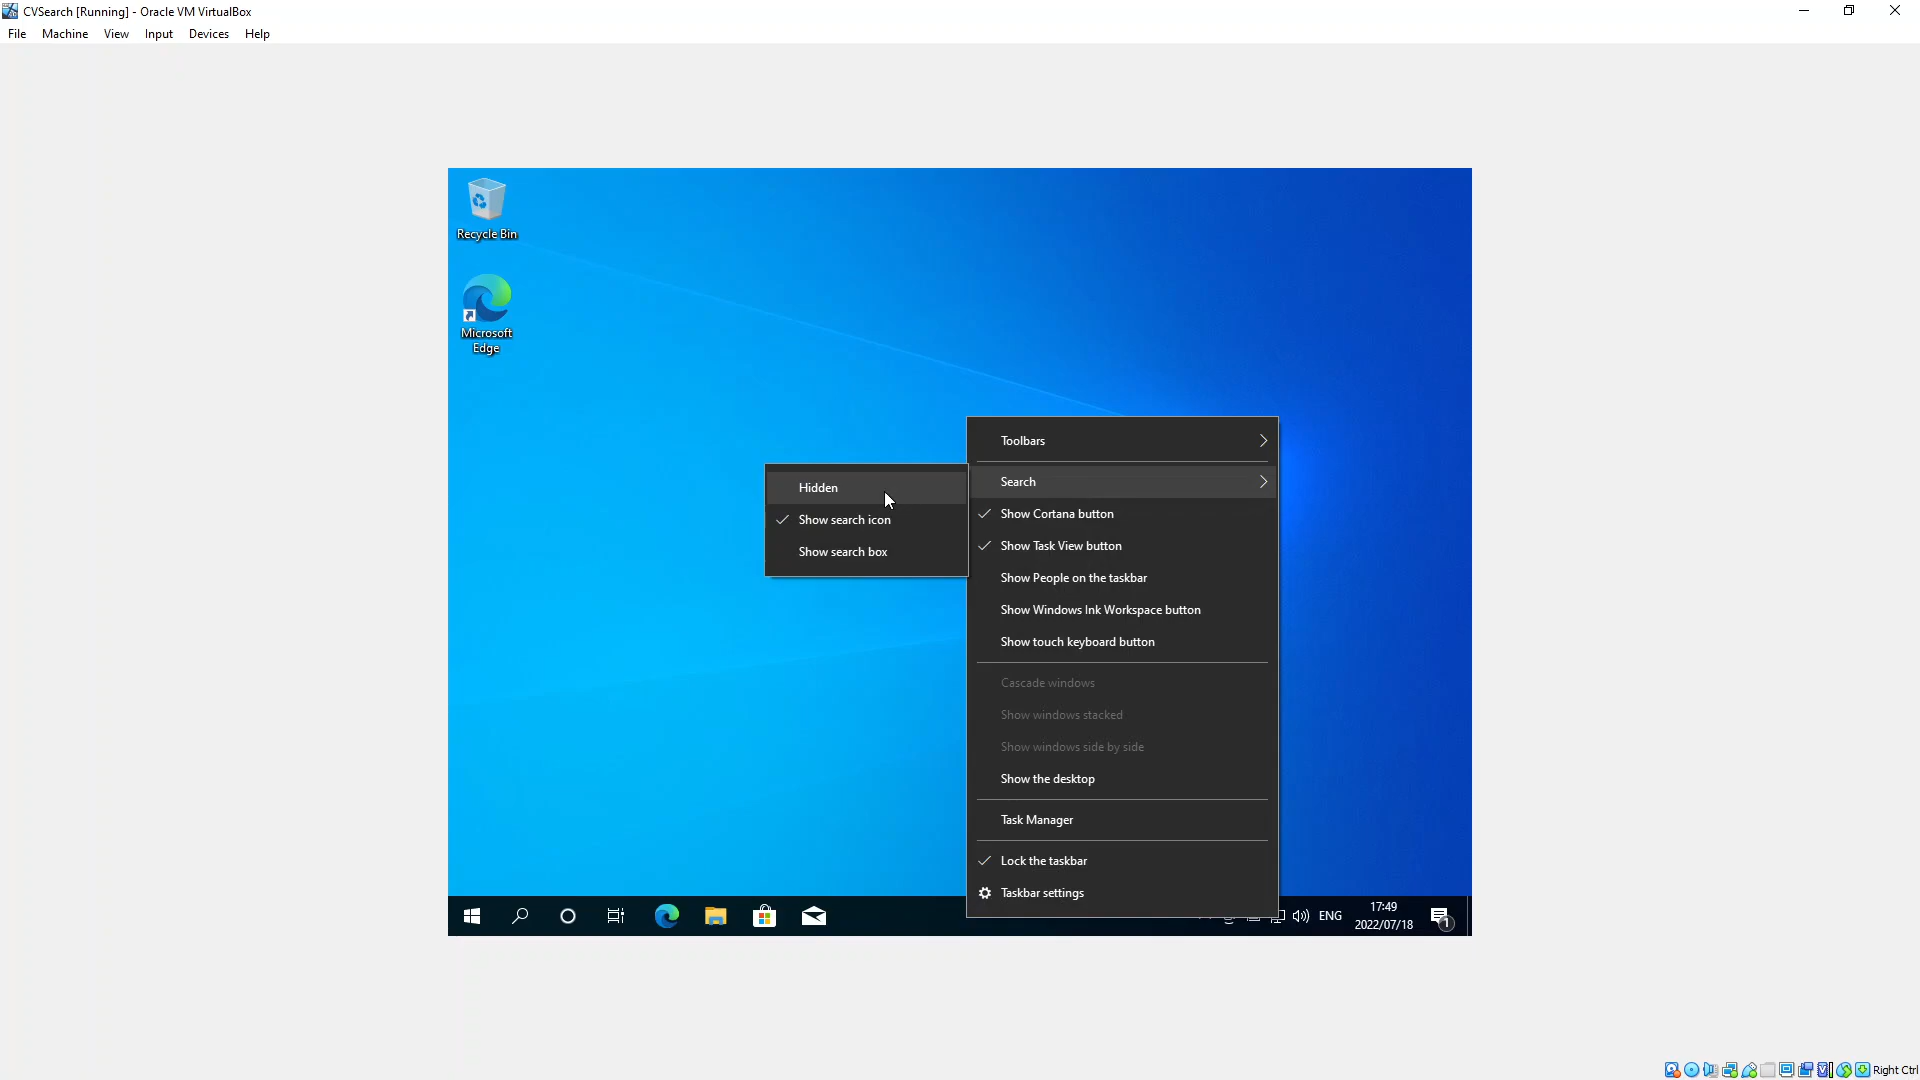 CVSearch [Running] - Oracle VM VirtualBox
File Machine View Input Devices Help
Recycle Bin
Microsoft
Edge
Toolbars
Search
Hidden
Show search icon
Show search box
Show Cortana button
Show Task View button
Show People on the taskbar
Show Windows Ink Workspace button
Show touch keyboard button
Cascade windows
Show windows stacked
Show windows side by side
Show the desktop
Task Manager
Lock the taskbar
Taskbar settings
ENG
17:49
2022/07/18
1
Right Ctrl